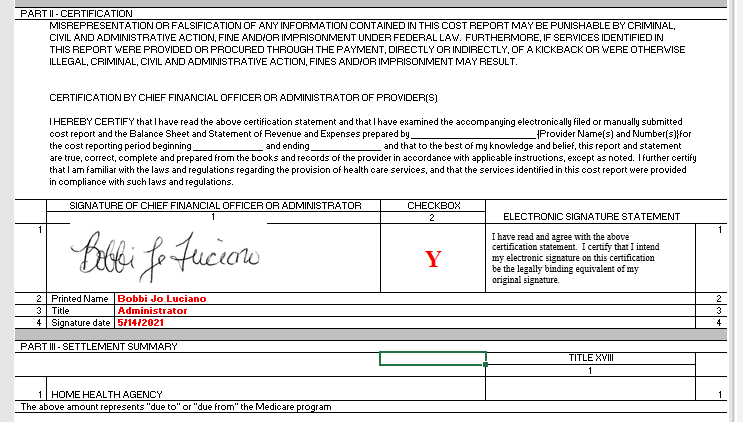 PART II - CERTIFICATION
MISREPRESENTATION OR FALSIFICATION OF ANY INFORMATION CONTAINED IN THIS COST REPORT MAY BE PUNISHABLE BY CRIMINAL,
CIVIL AND ADMINISTRATIVE ACTION, FINE AND/OR IMPRISONMENT UNDER FEDERAL LAW. FURTHERMORE, IF SERVICES IDENTIFIED IN
THIS REPORT WERE PROVIDED OR PROCURED THROUGH THE PAYMENT, DIRECTLY OR INDIRECTLY, OF A KICKBACK OR WERE OTHERWISE
ILLEGAL, CRIMINAL, CIVIL AND ADMINISTRATIVE ACTION, FINES AND/OR IMPRISONMENT MAY RESULT.
CERTIFICATION BY CHIEF FINANCIAL OFFICER OR ADMINISTRATOR OF PROVIDER(S)
I HEREBY CERTIFY that I have read the above certification statement and that I have examined the accompanying electronically filed or manually submitted
cost report and the Balance Sheet and Statement of Revenue and Expenses prepared by ____________________{Provider Name(s) and Number(s)}for
the cost reporting period beginning ______________ and ending ______________ and that to the best of my knowledge and belief, this report and statement
are true, correct, complete and prepared from the books and records of the provider in accordance with applicable instructions, except as noted. I further certify
that I am familiar with the laws and regulations regarding the provision of health care services, and that the services identified in this cost report were provided
in compliance with such laws and regulations.
SIGNATURE OF CHIEF FINANCIAL OFFICER OR ADMINISTRATOR CHECKBOX
1 2 ELECTRONIC SIGNATURE STATEMENT
1 Bobbi Jo Luciano Y I have read and agree with the above 1
certification statement. I certify that I intend
my electronic signature on this certification
be the legally binding equivalent of my
original signature.
2 Printed Name Bobbi Jo Luciano 2
3 Title Administrator 3
4 Signature date 5/14/2021 4
PART III - SETTLEMENT SUMMARY
TITLE XVIII
1
1 HOME HEALTH AGENCY 1
The above amount represents "due to" or "due from" the Medicare program